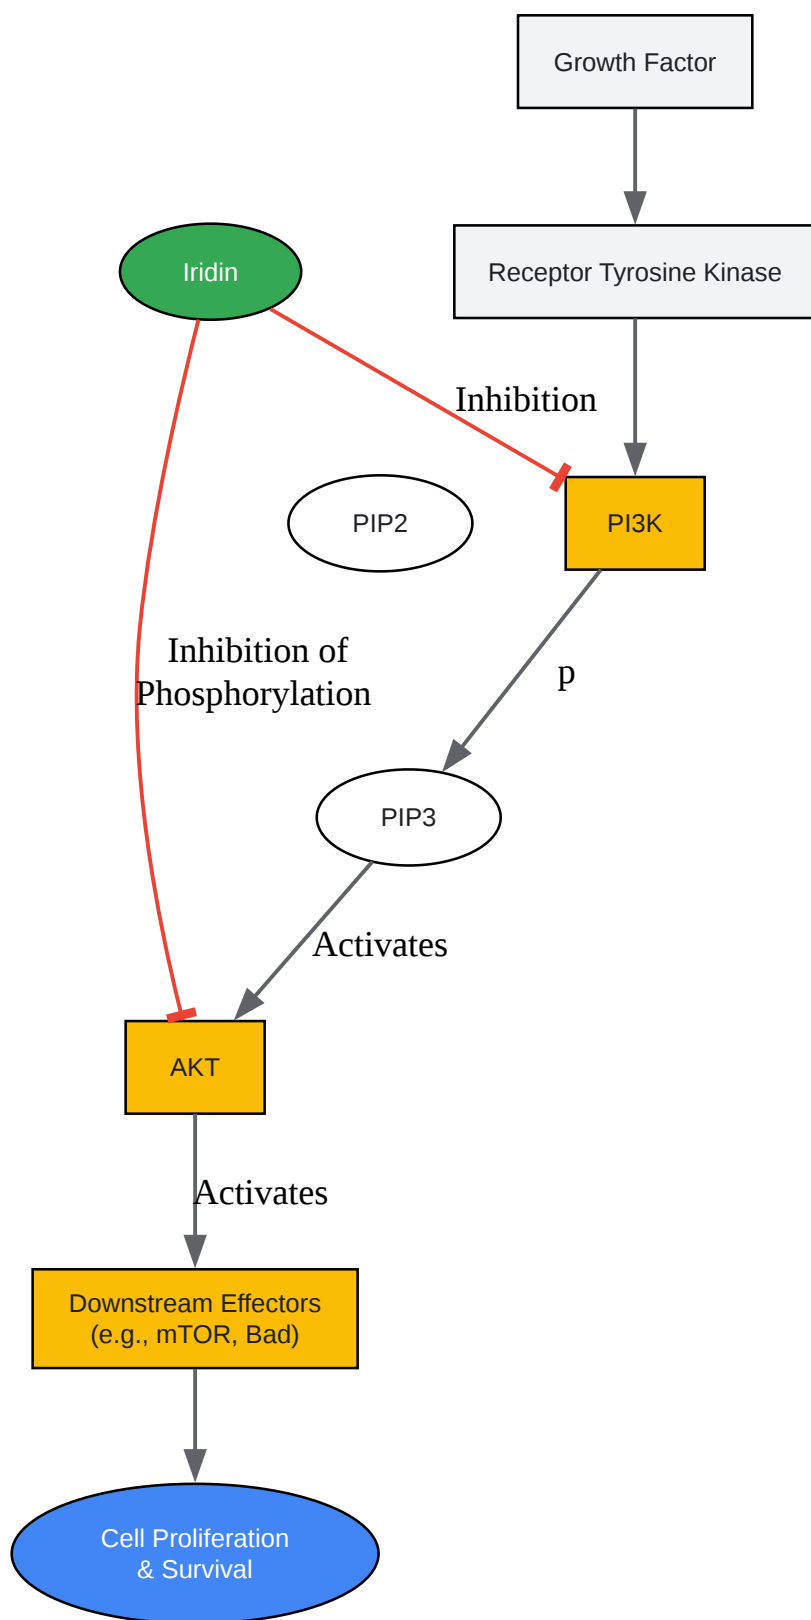 Growth Factor
Iridin
Receptor Tyrosine Kinase
Inhibition
PIP2
PI3K
Inhibition of
Phosphorylation
p
PIP3
Activates
AKT
Activates
Downstream Effectors
(e.g., mTOR, Bad)
Cell Proliferation
& Survival